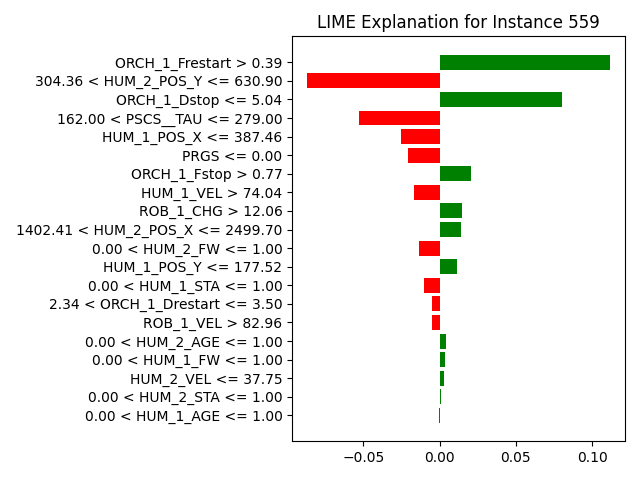 LIME Explanation for Instance 559
ORCH_1_Frestart > 0.39
304.36 < HUM_2_POS_Y <= 630.90
ORCH_1_Dstop <= 5.04
162.00 < PSCS__TAU <= 279.00
HUM_1_POS_X <= 387.46
PRGS <= 0.00
ORCH_1_Fstop > 0.77
HUM_1_VEL > 74.04
ROB_1_CHG > 12.06
1402.41 < HUM_2_POS_X <= 2499.70
0.00 < HUM_2_FW <= 1.00
HUM_1_POS_Y <= 177.52
0.00 < HUM_1_STA <= 1.00
2.34 < ORCH_1_Drestart <= 3.50
ROB_1_VEL > 82.96
0.00 < HUM_2_AGE <= 1.00
0.00 < HUM_1_FW <= 1.00
HUM_2_VEL <= 37.75
0.00 < HUM_2_STA <= 1.00
0.00 < HUM_1_AGE <= 1.00
−0.05 0.00 0.05 0.10